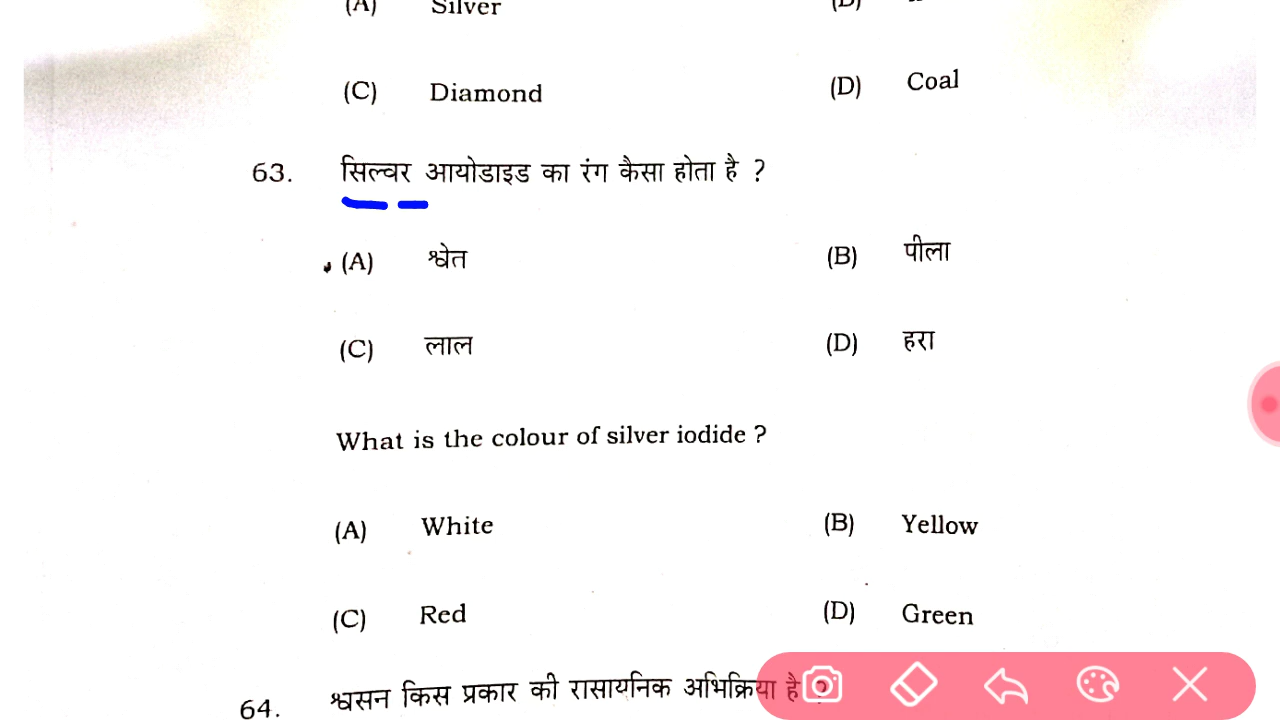 (A) Silver
(C) Diamond (D) Coal
63. सिल्वर आयोडाइड का रंग कैसा होता है ?
(A) श्वेत (B) पीला
(C) लाल (D) हरा
What is the colour of silver iodide ?
(A) White (B) Yellow
(C) Red (D) Green
64. श्वसन किस प्रकार की रासायनिक अभिक्रिया है ?